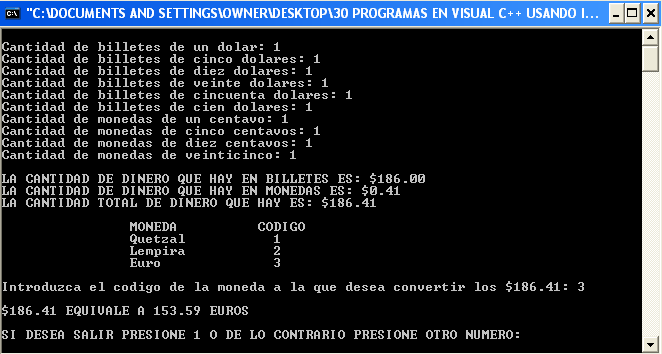 "C:\DOCUMENTS AND SETTINGS\OWNER\DESKTOP\30 PROGRAMAS EN VISUAL C++ USANDO I...
Cantidad de billetes de un dolar: 1
Cantidad de billetes de cinco dolares: 1
Cantidad de billetes de diez dolares: 1
Cantidad de billetes de veinte dolares: 1
Cantidad de billetes de cincuenta dolares: 1
Cantidad de billetes de cien dolares: 1
Cantidad de monedas de un centavo: 1
Cantidad de monedas de cinco centavos: 1
Cantidad de monedas de diez centavos: 1
Cantidad de monedas de veinticinco: 1
LA CANTIDAD DE DINERO QUE HAY EN BILLETES ES: $186.00
LA CANTIDAD DE DINERO QUE HAY EN MONEDAS ES: $0.41
LA CANTIDAD TOTAL DE DINERO QUE HAY ES: $186.41
MONEDA CODIGO
Quetzal 1
Lempira 2
Euro 3
Introduzca el codigo de la moneda a la que desea convertir los $186.41: 3
$186.41 EQUIVALE A 153.59 EUROS
SI DESEA SALIR PRESIONE 1 O DE LO CONTRARIO PRESIONE OTRO NUMERO: